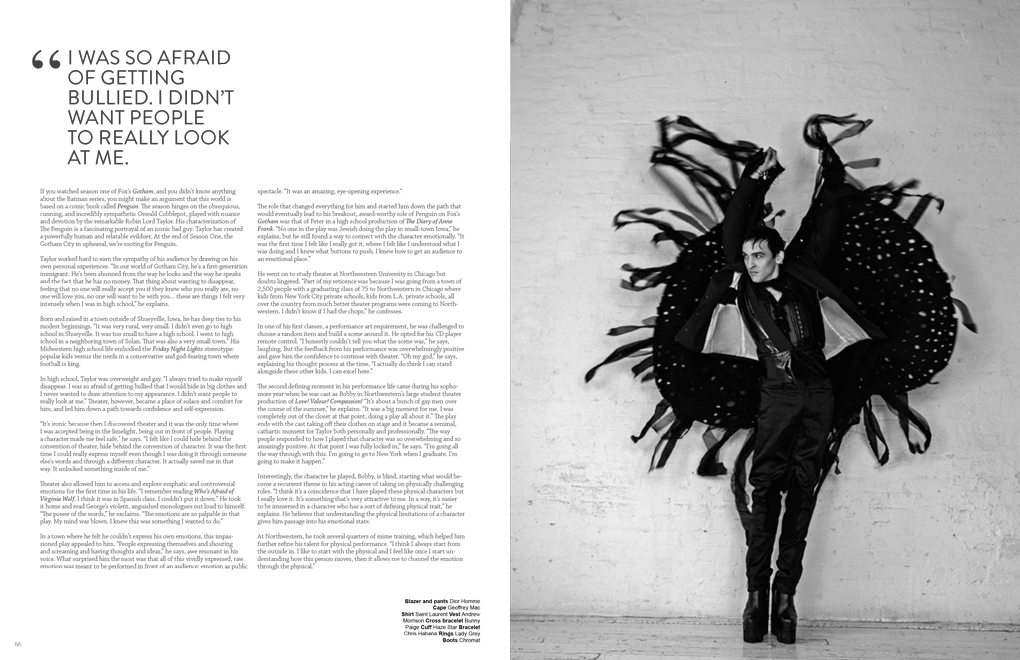 “ I WAS SO AFRAID
OF GETTING
BULLIED. I DIDN’T
WANT PEOPLE
TO REALLY LOOK
AT ME.
If you watched season one of Fox's Gotham, and you didn't know anything
about the Batman series, you might make an argument that this world is
based on a comic book called Penguin. The season hinges on the obsequious,
cunning, and incredibly sympathetic Oswald Cobblepot, played with nuance
and devotion by the remarkable Robin Lord Taylor. His characterization of
The Penguin is a fascinating portrayal of an iconic bad guy: Taylor has created
a powerfully human and relatable evildoer. At the end of Season One, the
Gotham City in upheaval, we're rooting for Penguin.
Taylor worked hard to earn the sympathy of his audience by drawing on his
own personal experiences. "In our world of Gotham City, he's a first-generation
immigrant. He's been shunned from the way he looks and the way he speaks
and the fact that he has no money. That thing about wanting to disappear,
feeling that no one will really accept you if they knew who you really are, no
one will love you, no one will want to be with you... these are things I felt very
intensely when I was in high school," he explains.
Born and raised in a town outside of Shueyville, Iowa, he has deep ties to his
modest beginnings. "It was very rural, very small. I didn't even go to high
school in Shueyville. It was too small to have a high school. I went to high
school in a neighboring town of Solan. That was also a very small town." His
Midwestern high school life embodied the Friday Night Lights stereotype:
popular kids versus the nerds in a conservative and god-fearing town where
football is king.
In high school, Taylor was overweight and gay. "I always tried to make myself
disappear. I was so afraid of getting bullied that I would hide in big clothes and
I never wanted to draw attention to my appearance. I didn't want people to
really look at me." Theater, however, became a place of solace and comfort for
him, and led him down a path towards confidence and self-expression.
"It's ironic because then I discovered theater and it was the only time where
I was accepted being in the limelight, being out in front of people. Playing
a character made me feel safe," he says. "I felt like I could hide behind the
convention of theater, hide behind the convention of character. It was the first
time I could really express myself even though I was doing it through someone
else's words and through a different character. It actually saved me in that
way. It unlocked something inside of me."
Theater also allowed him to access and explore emphatic and controversial
emotions for the first time in his life. "I remember reading Who's Afraid of
Virginia Wolf. I think it was in Spanish class. I couldn't put it down." He took
it home and read George's violent, anguished monologues out loud to himself.
"The power of the words," he exclaims. "The emotions are so palpable in that
play. My mind was blown. I knew this was something I wanted to do."
In a town where he felt he couldn't express his own emotions, this impas-
sioned play appealed to him. "People expressing themselves and shouting
and screaming and having thoughts and ideas," he says, awe resonant in his
voice. What surprised him the most was that all of this vividly expressed, raw
emotion was meant to be performed in front of an audience: emotion as public
spectacle. "It was an amazing, eye-opening experience."
The role that changed everything for him and started him down the path that
would eventually lead to his breakout, award-worthy role of Penguin on Fox's
Gotham was that of Peter in a high school production of The Diary of Anne
Frank. "No one in the play was Jewish doing the play in small-town Iowa," he
explains, but he still found a way to connect with the character emotionally. "It
was the first time I felt like I really got it, where I felt like I understood what I
was doing and I knew what buttons to push. I knew how to get an audience to
an emotional place."
He went on to study theater at Northwestern University in Chicago but
doubts lingered. "Part of my reticence was because I was going from a town of
2,500 people with a graduating class of 75 to Northwestern in Chicago where
kids from New York City private schools, kids from L.A. private schools, all
over the country from much better theater programs were coming to North-
western. I didn't know if I had the chops," he confesses.
In one of his first classes, a performance art requirement, he was challenged to
choose a random item and build a scene around it. He opted for his CD player
remote control. "I honestly couldn't tell you what the some was," he says,
laughing. But the feedback from his performance was overwhelmingly positive
and gave him the confidence to continue with theater. "Oh my god," he says,
explaining his thought process at the time, "I actually do think I can stand
alongside these other kids. I can excel here."
The second defining moment in his performance life came during his sopho-
more year when he was cast as Bobby in Northwestern's large student theater
production of Love! Valour! Compassion! "It's about a bunch of gay men over
the course of the summer," he explains. "It was a big moment for me. I was
completely out of the closet at that point, doing a play all about it." The play
ends with the cast taking off their clothes on stage and it became a seminal,
cathartic moment for Taylor both personally and professionally. "The way
people responded to how I played that character was so overwhelming and so
amazingly positive. At that point I was fully locked in," he says. "I'm going all
the way through with this. I'm going to go to New York when I graduate. I'm
going to make it happen."
Interestingly, the character he played, Bobby, is blind, starting what would be-
come a recurrent theme in his acting career of taking on physically challenging
roles. "I think it's a coincidence that I have played these physical characters but
I really love it. It's something that's very attractive to me. In a way, it's easier
to be immersed in a character who has a sort of defining physical trait," he
explains. He believes that understanding the physical limitations of a character
gives him passage into his emotional state.
At Northwestern, he took several quarters of mime training, which helped him
further refine his talent for physical performance. "I think I always start from
the outside in. I like to start with the physical and I feel like once I start un-
derstanding how this person moves, then it allows me to channel the emotion
through the physical."
Blazer and pants Dior Homme
Cape Geoffrey Mac
Shirt Saint Laurent Vest Andrew
Morrison Cross bracelet Bunny
Paige Cuff Haze Star Bracelet
Chris Habana Rings Lady Grey
Boots Chromat
66